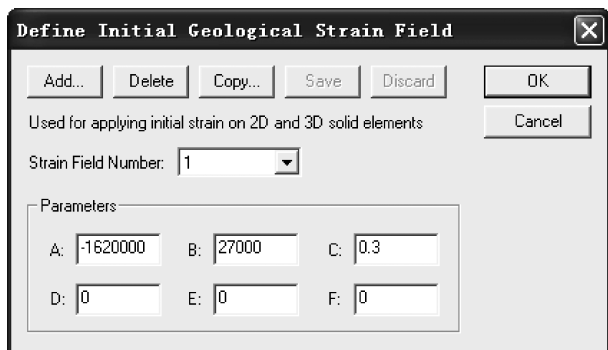 Define Initial Geological Strain Field
Add... Delete Copy... Save Discard OK
Used for applying initial strain on 2D and 3D solid elements Cancel
Strain Field Number: 1
Parameters
A: -1620000 B: 27000 C: 0.3
D: 0 E: 0 F: 0